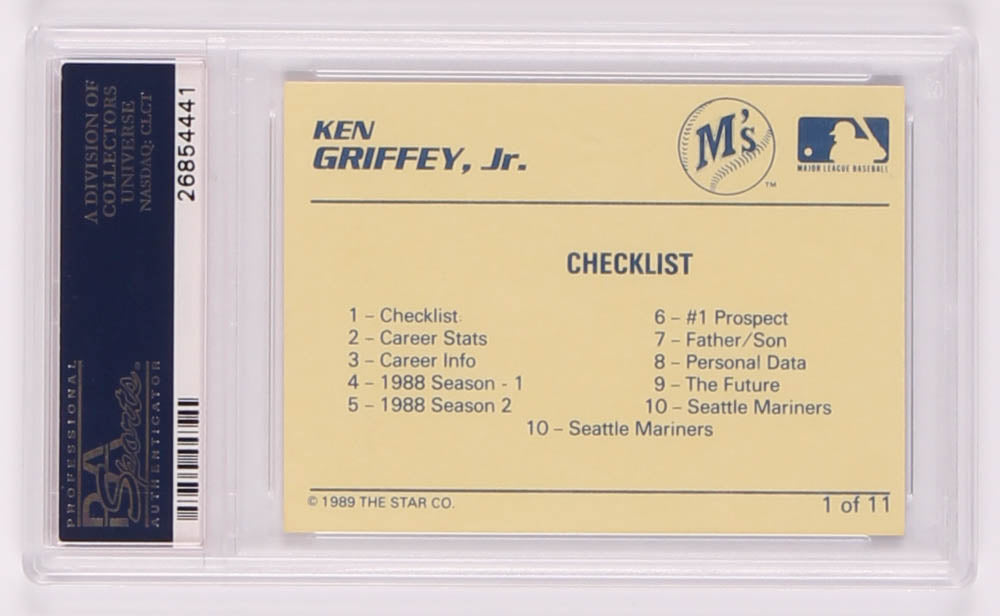 A DIVISION OF
COLLECTORS
UNIVERSE
NASDAQ: CLCT
26854441
PROFESSIONAL
PSA
Sports
AUTHENTICATOR
KEN
GRIFFEY, Jr.
M's
TM
MAJOR LEAGUE BASEBALL
CHECKLIST
1 – Checklist
2 – Career Stats
3 – Career Info
4 – 1988 Season - 1
5 – 1988 Season 2
6 – #1 Prospect
7 – Father/Son
8 – Personal Data
9 – The Future
10 – Seattle Mariners
10 – Seattle Mariners
© 1989 THE STAR CO.
1 of 11